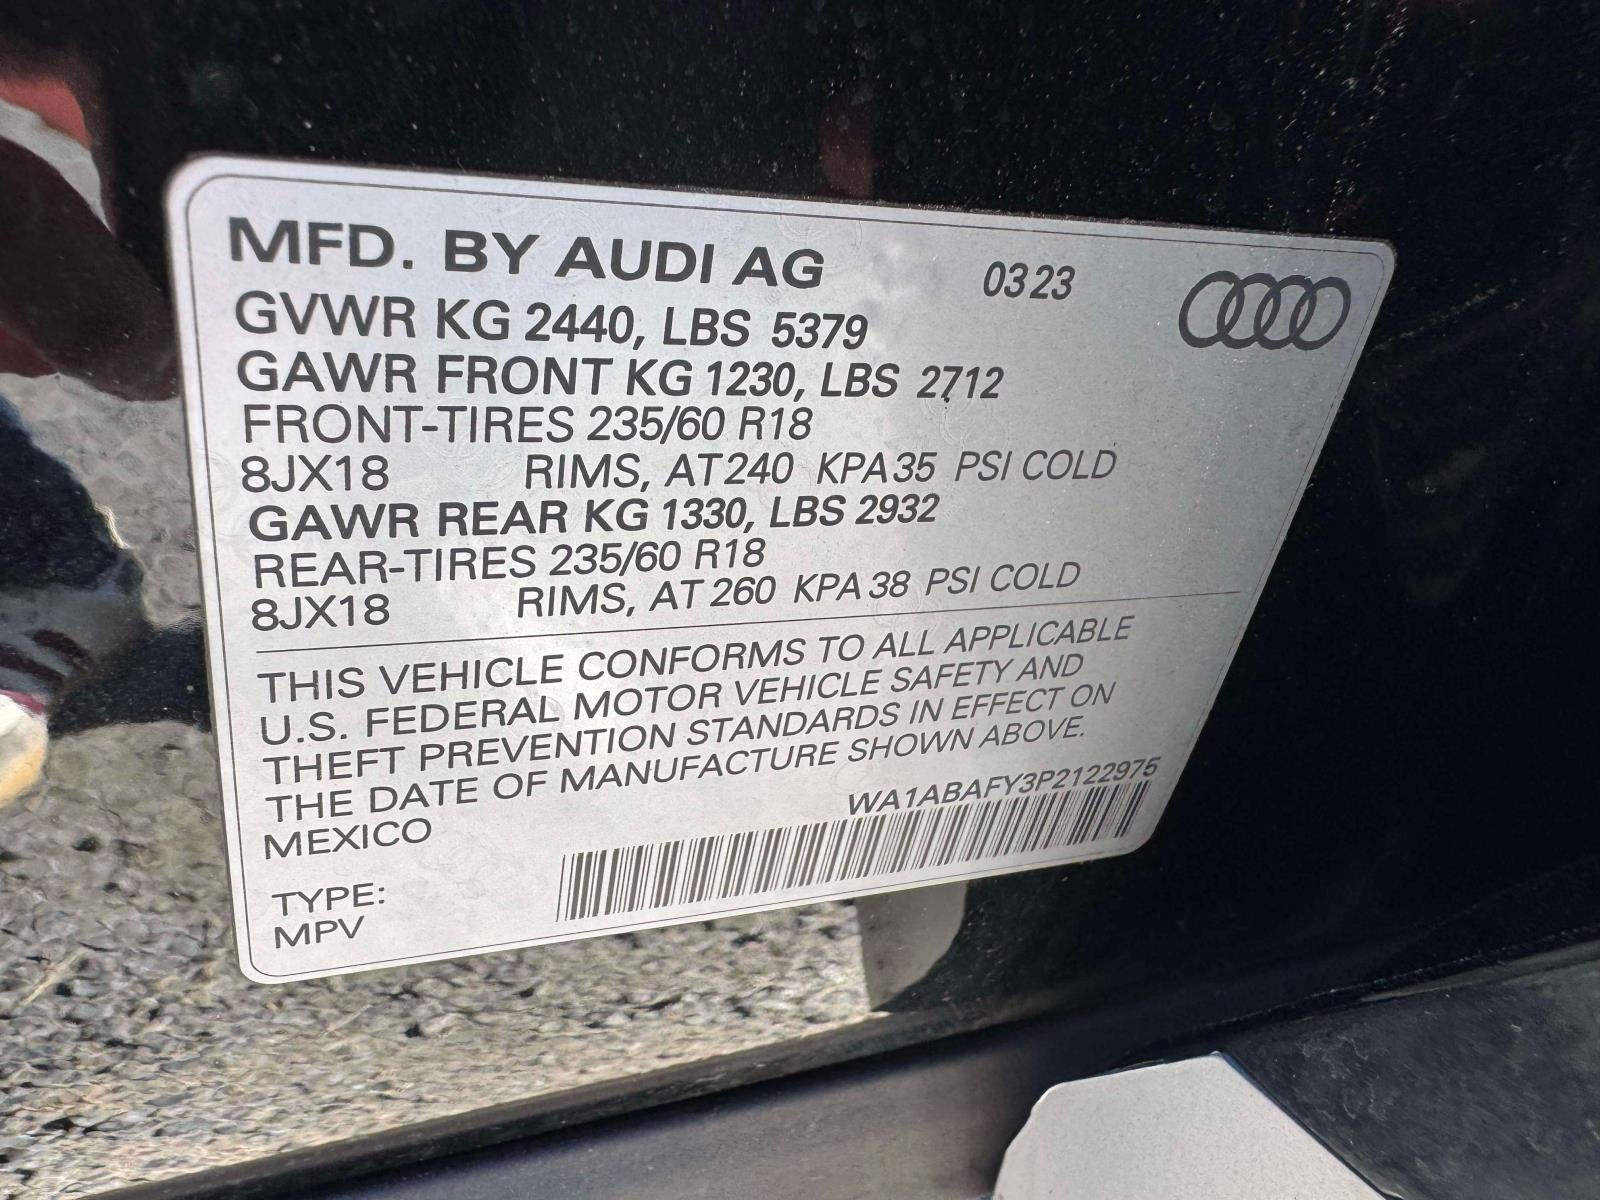 MFD. BY AUDI AG 03 23
GVWR KG 2440, LBS 5379
GAWR FRONT KG 1230, LBS 2712
FRONT-TIRES 235/60 R18
8JX18 RIMS, AT 240 KPA 35 PSI COLD
GAWR REAR KG 1330, LBS 2932
REAR-TIRES 235/60 R18
8JX18 RIMS, AT 260 KPA 38 PSI COLD
THIS VEHICLE CONFORMS TO ALL APPLICABLE
U.S. FEDERAL MOTOR VEHICLE SAFETY AND
THEFT PREVENTION STANDARDS IN EFFECT ON
THE DATE OF MANUFACTURE SHOWN ABOVE.
MEXICO WA1ABAFY3P2122975
TYPE:
MPV